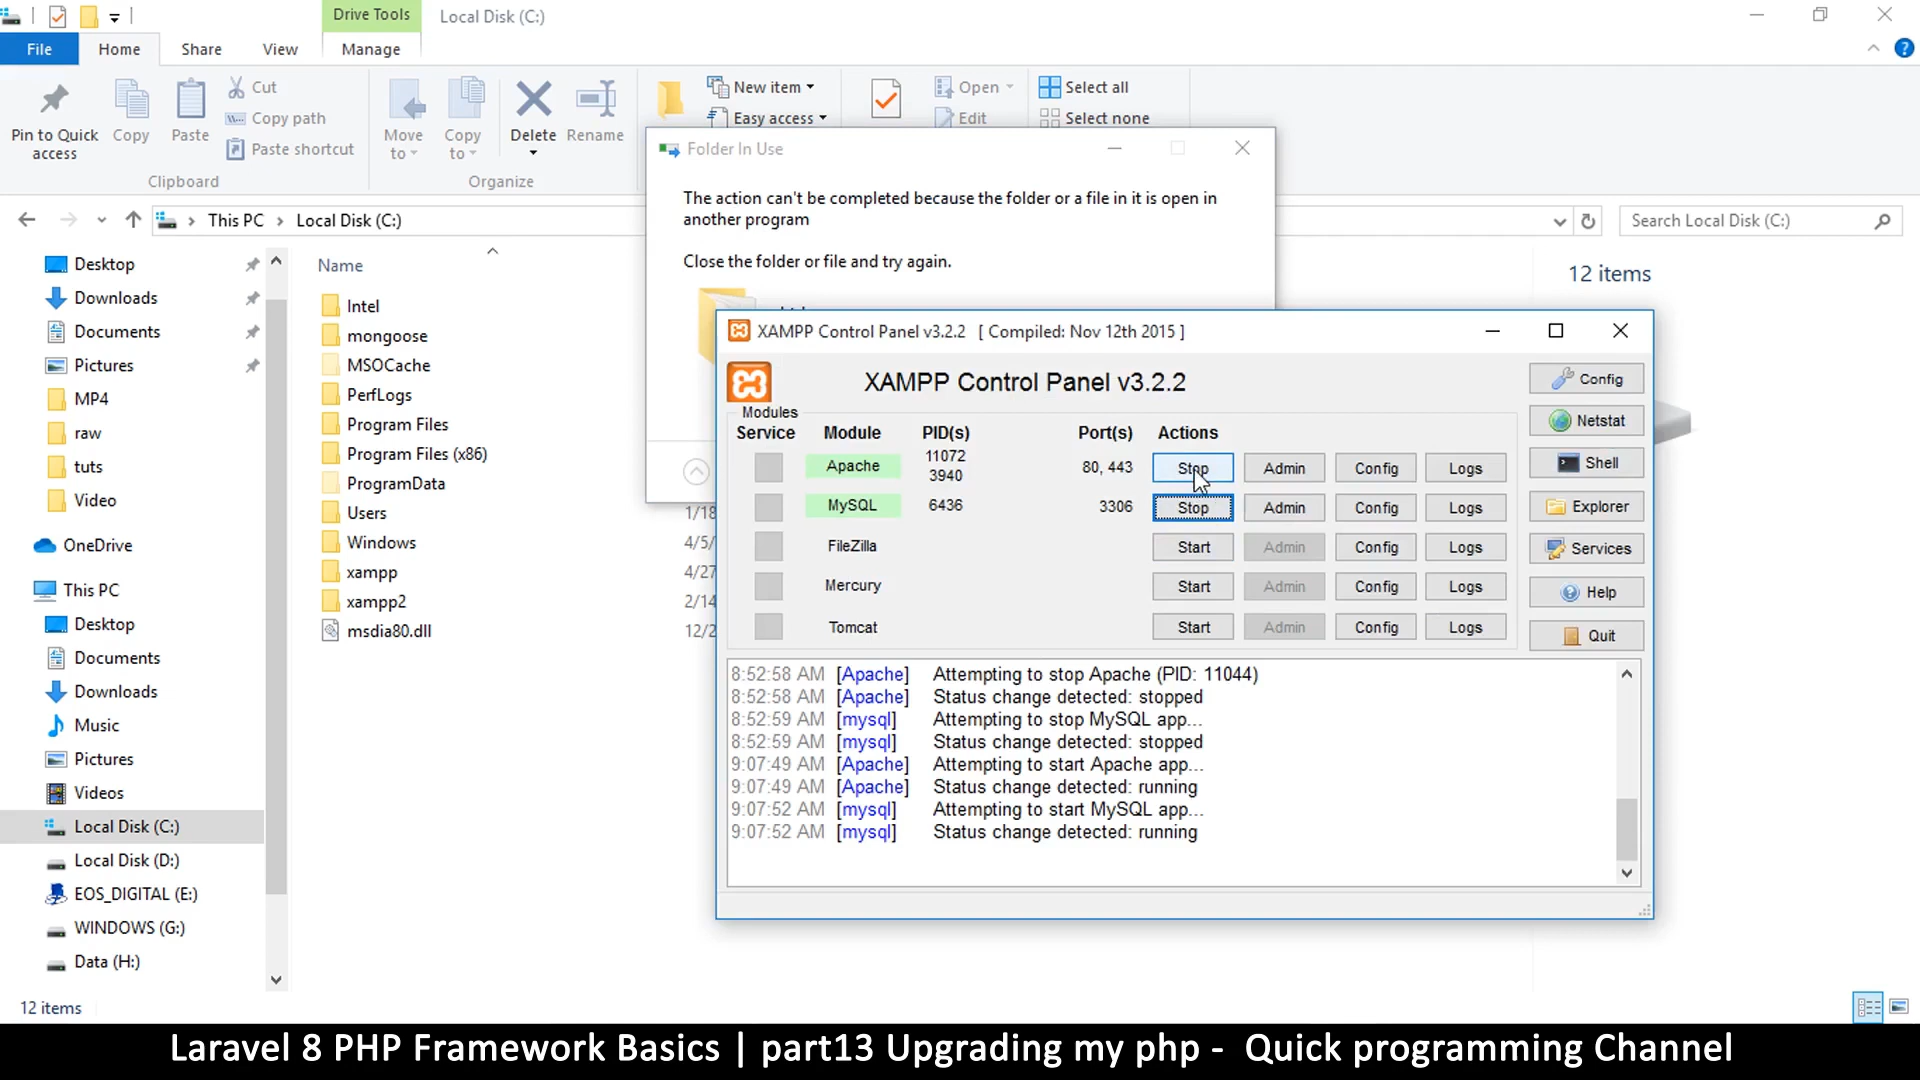 Drive Tools
Local Disk (C:)
File
Home
Share
View
Manage
Pin to Quick access
Copy
Paste
Cut
Copy path
Paste shortcut
Clipboard
Move to
Copy to
Delete
Rename
Organize
New item
Easy access
Open
Edit
Select all
Select none
This PC
Local Disk (C:)
Search Local Disk (C:)
Desktop
Downloads
Documents
Pictures
MP4
raw
tuts
Video
OneDrive
This PC
Desktop
Documents
Downloads
Music
Pictures
Videos
Local Disk (C:)
Local Disk (D:)
EOS_DIGITAL (E:)
WINDOWS (G:)
Data (H:)
12 items
Name
Intel
mongoose
MSOCache
PerfLogs
Program Files
Program Files (x86)
ProgramData
Users
Windows
xampp
xampp2
msdia80.dll
1/18
4/5/
4/27
2/14
12/2
12 items
Folder In Use
The action can't be completed because the folder or a file in it is open in
another program
Close the folder or file and try again.
XAMPP Control Panel v3.2.2 [ Compiled: Nov 12th 2015 ]
XAMPP Control Panel v3.2.2
Modules
Service Module PID(s) Port(s) Actions
Apache 11072 3940 80, 443 Stop Admin Config Logs
MySQL 6436 3306 Stop Admin Config Logs
FileZilla Start Admin Config Logs
Mercury Start Admin Config Logs
Tomcat Start Admin Config Logs
Config
Netstat
Shell
Explorer
Services
Help
Quit
8:52:58 AM [Apache] Attempting to stop Apache (PID: 11044)
8:52:58 AM [Apache] Status change detected: stopped
8:52:59 AM [mysql] Attempting to stop MySQL app...
8:52:59 AM [mysql] Status change detected: stopped
9:07:49 AM [Apache] Attempting to start Apache app...
9:07:49 AM [Apache] Status change detected: running
9:07:52 AM [mysql] Attempting to start MySQL app...
9:07:52 AM [mysql] Status change detected: running
Laravel 8 PHP Framework Basics | part13 Upgrading my php - Quick programming Channel